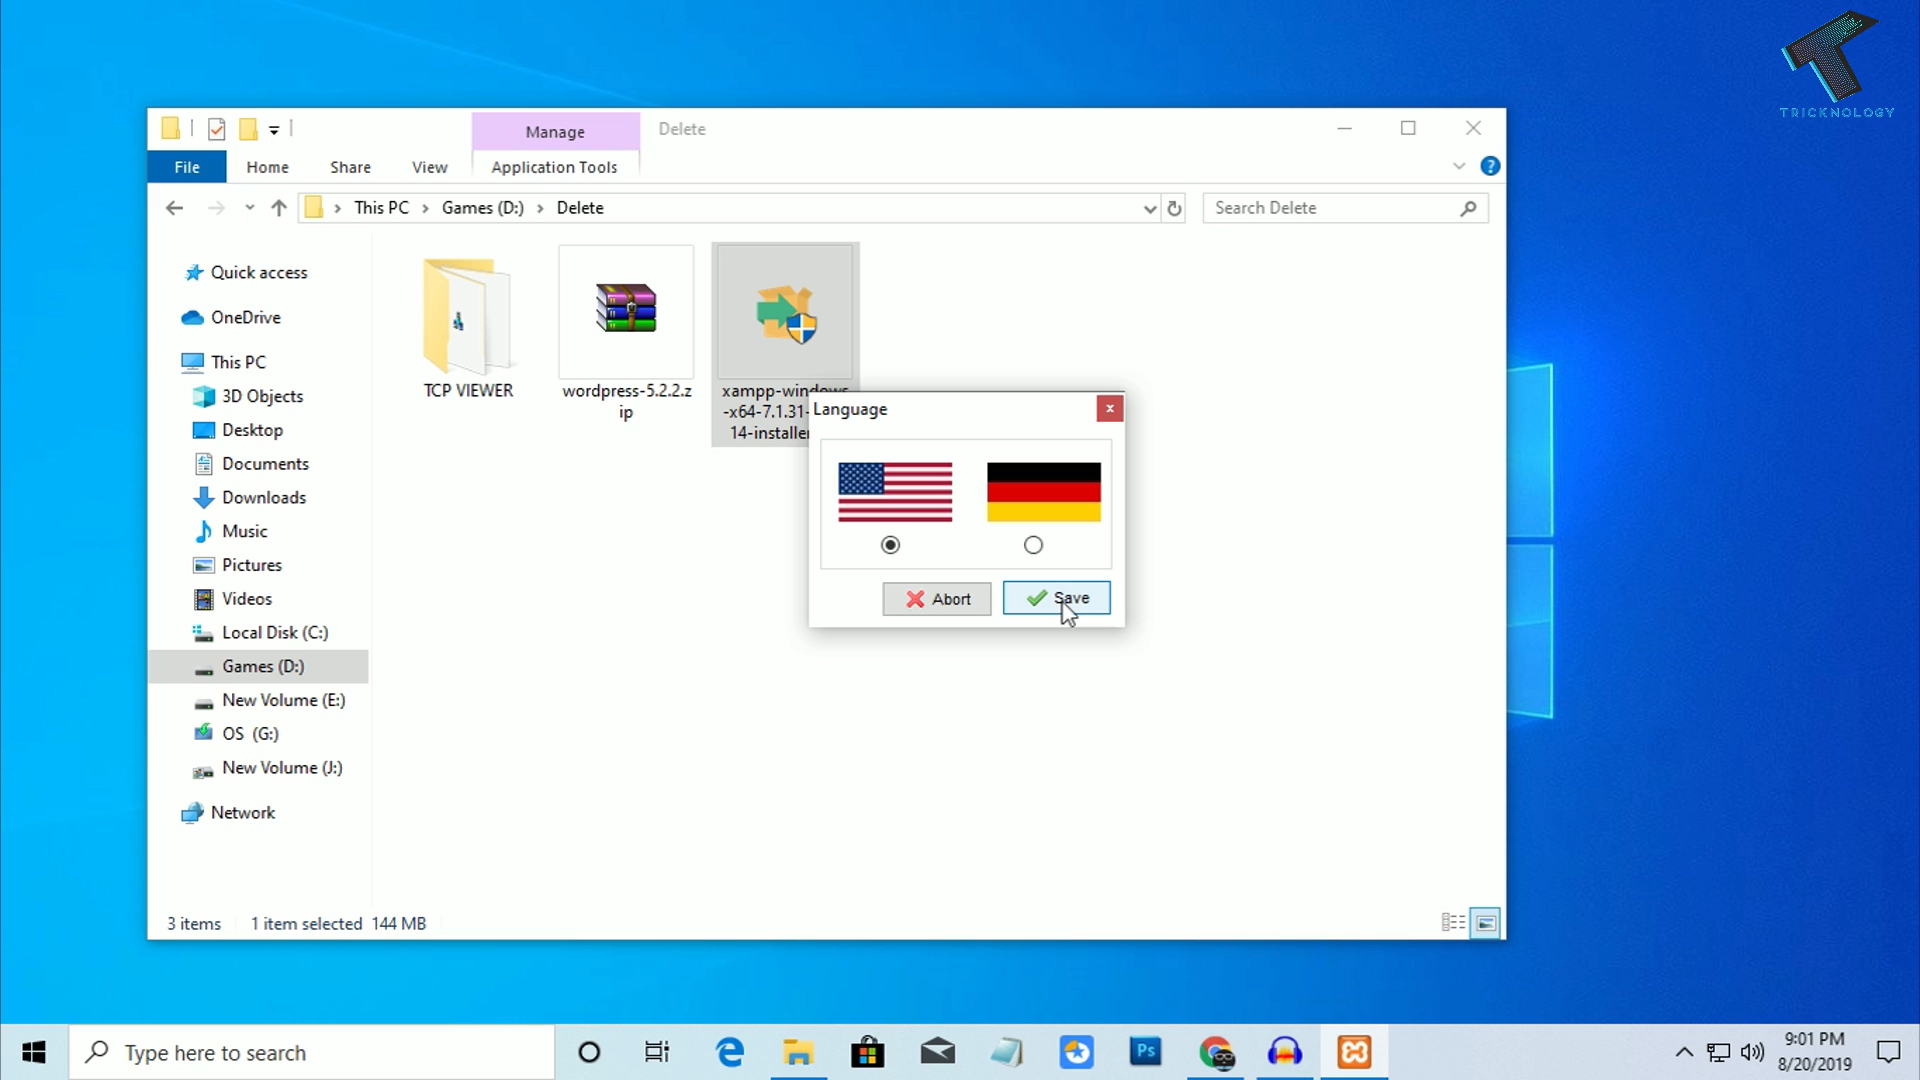 TRICKNOLOGY
Manage
Delete
File
Home
Share
View
Application Tools
This PC
Games (D:)
Delete
Search Delete
Quick access
OneDrive
This PC
3D Objects
Desktop
Documents
Downloads
Music
Pictures
Videos
Local Disk (C:)
Games (D:)
New Volume (E:)
OS (G:)
New Volume (J:)
Network
TCP VIEWER
wordpress-5.2.2.z
ip
xampp-windows
-x64-7.1.31-
14-installer
Language
x
Abort
Save
3 items
1 item selected 144 MB
Type here to search
Ps
9:01 PM
8/20/2019